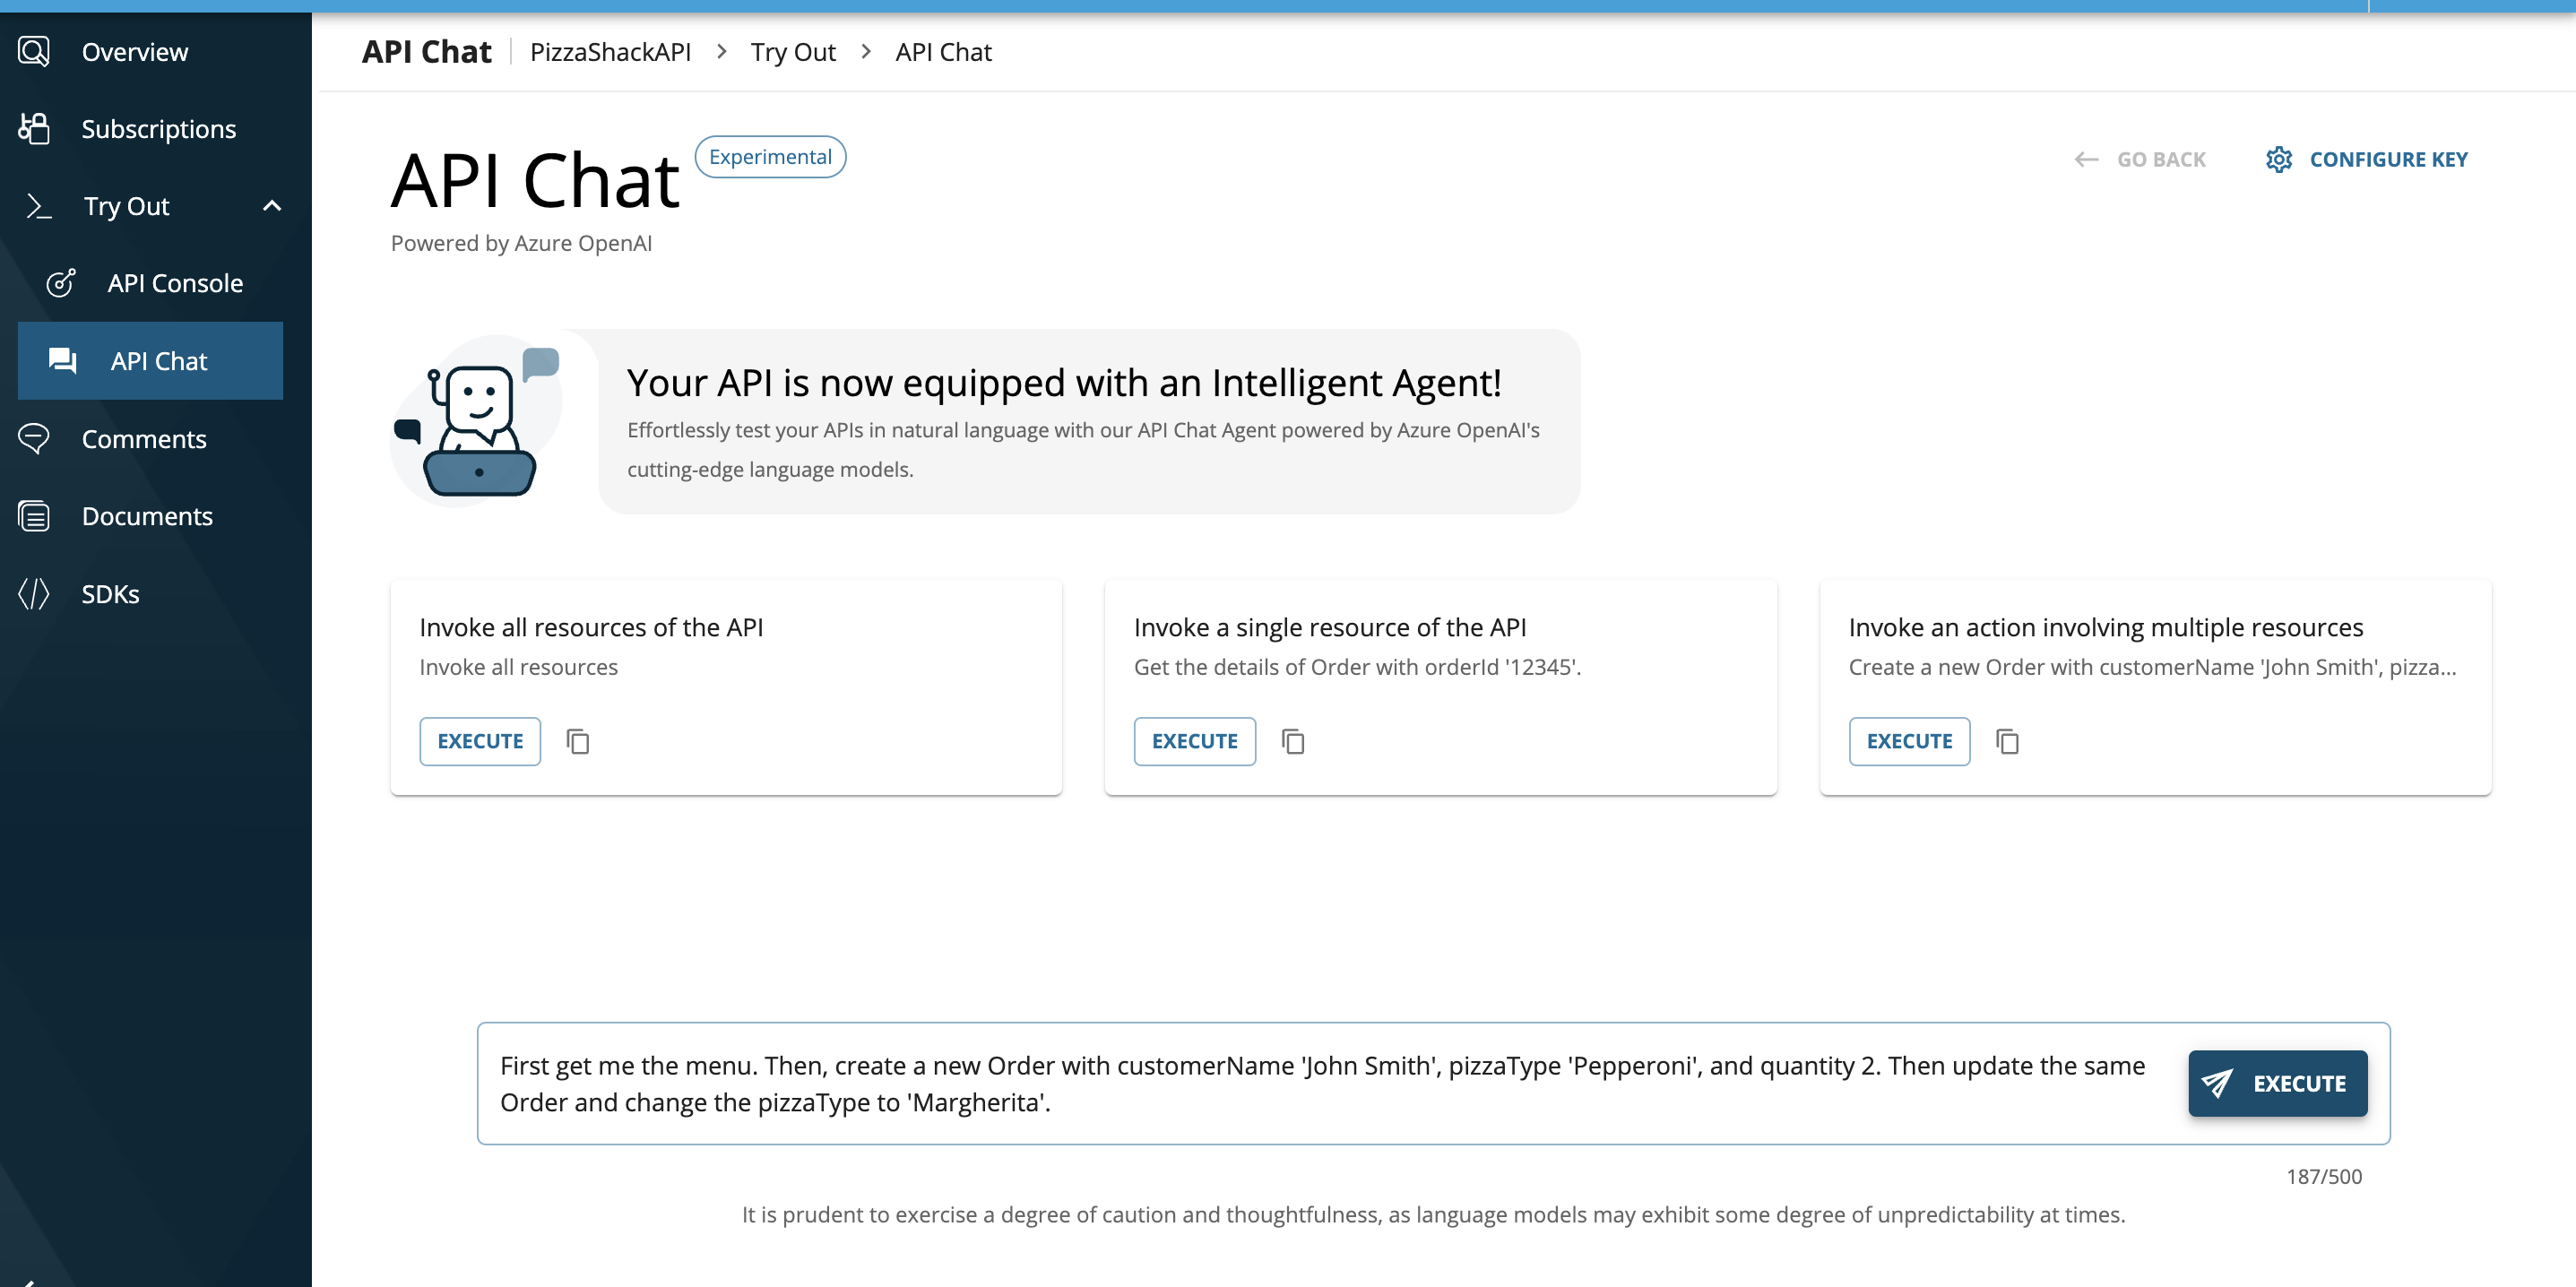 Overview
Subscriptions
Try Out
API Console
API Chat
Comments
Documents
SDKs
API Chat PizzaShackAPI > Try Out > API Chat
API Chat Experimental
Powered by Azure OpenAI
GO BACK CONFIGURE KEY
Your API is now equipped with an Intelligent Agent!
Effortlessly test your APIs in natural language with our API Chat Agent powered by Azure OpenAI's
cutting-edge language models.
Invoke all resources of the API
Invoke all resources
EXECUTE
Invoke a single resource of the API
Get the details of Order with orderId '12345'.
EXECUTE
Invoke an action involving multiple resources
Create a new Order with customerName 'John Smith', pizza...
EXECUTE
First get me the menu. Then, create a new Order with customerName 'John Smith', pizzaType 'Pepperoni', and quantity 2. Then update the same
Order and change the pizzaType to 'Margherita'.
EXECUTE
187/500
It is prudent to exercise a degree of caution and thoughtfulness, as language models may exhibit some degree of unpredictability at times.